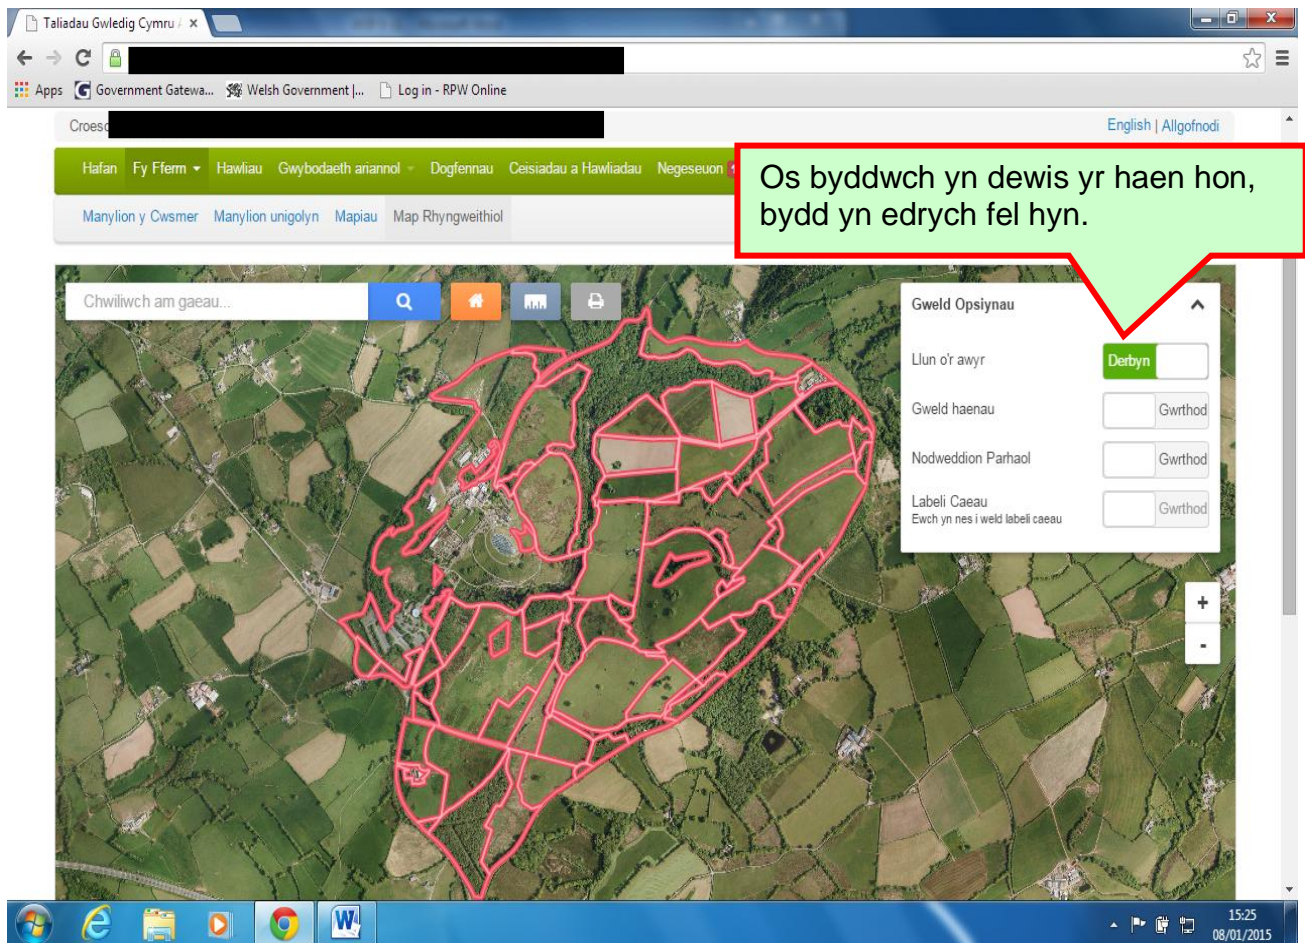 Taliadau Gwledig Cymru /
Apps Government Gatewa... Welsh Government |... Log in - RPW Online
Croeso
English | Allgofnodi
Hafan Fy Fferm Hawliau Gwybodaeth ariannol Dogfennau Ceisiadau a Hawliadau Negeseuon
Os byddwch yn dewis yr haen hon,
bydd yn edrych fel hyn.
Manylion y Cwsmer Manylion unigolyn Mapiau Map Rhyngweithiol
Chwiliwch am gaeau...
Gweld Opsiynau
Llun o'r awyr Derbyn
Gweld haenau Gwrthod
Nodweddion Parhaol Gwrthod
Labeli Caeau Gwrthod
Ewch yn nes i weld labeli caeau
+
-
15:25
08/01/2015